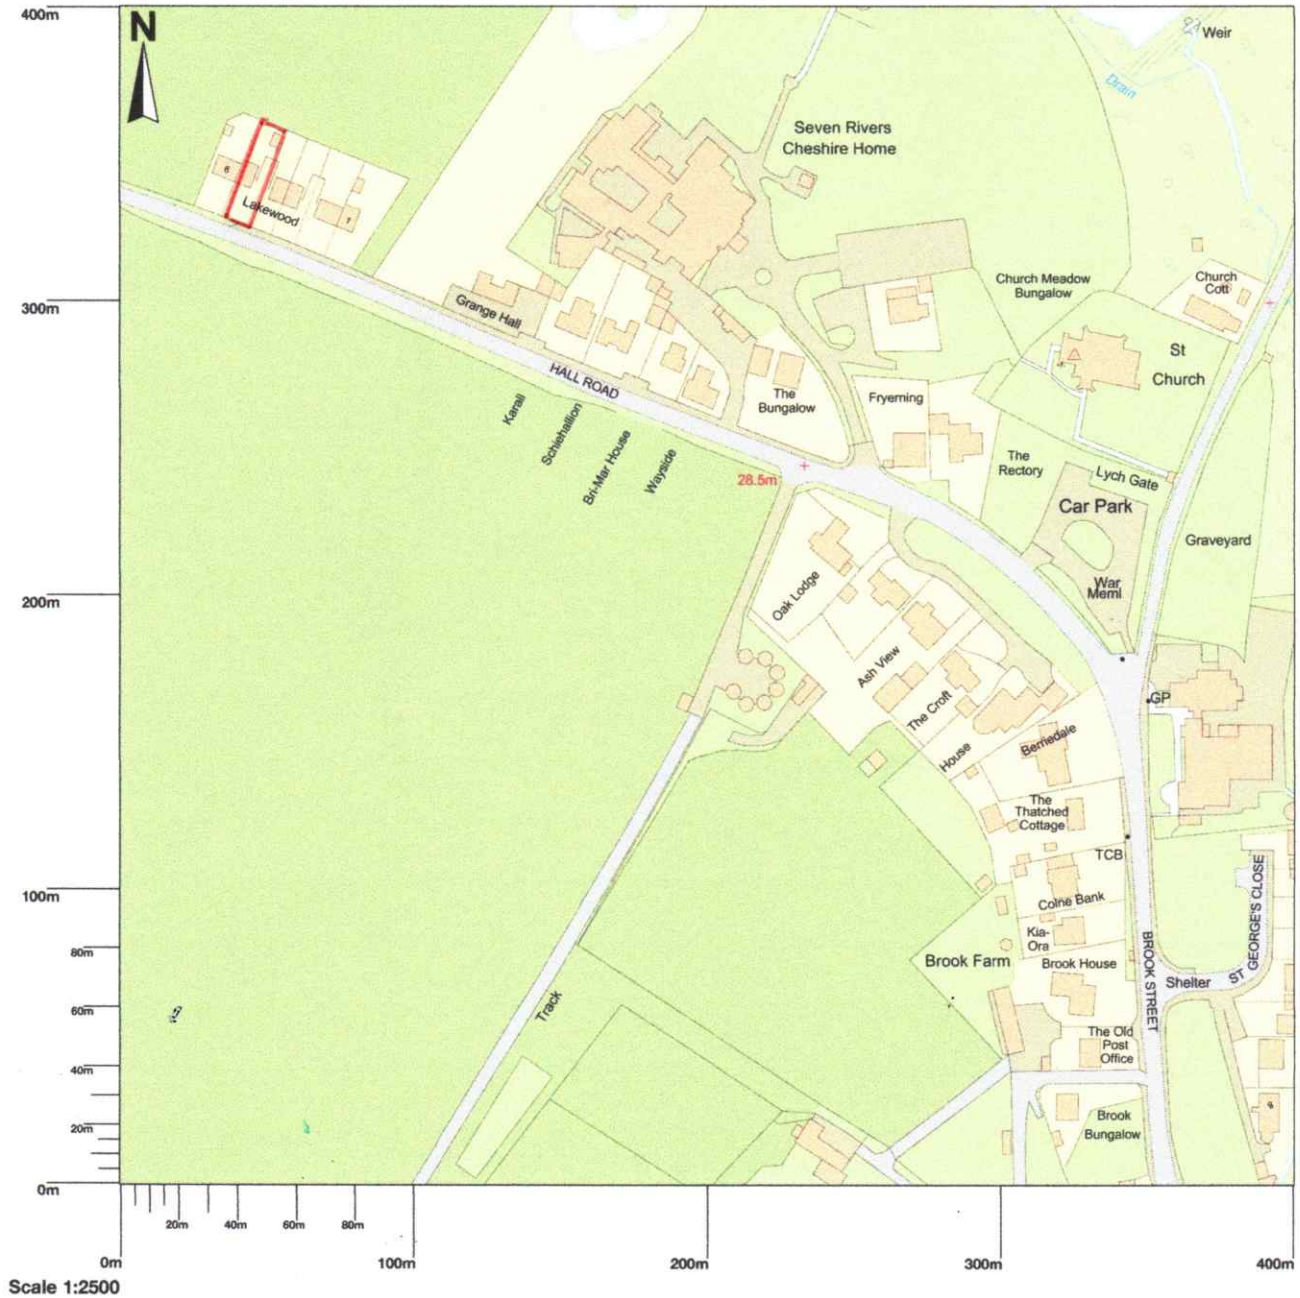 400m
N
Weir
Drain
Seven Rivers
Cheshire Home
6
Lakewood
1
300m
Grange Hall
Church Meadow
Bungalow
Church
Cott
St
Church
HALL ROAD
The
Bungalow
Fryerning
Karali
Schiehallion
Bri-Mar House
Wayside
28.5m
The
Rectory
Lych Gate
Car Park
Graveyard
War
Meml
200m
Oak Lodge
Ash View
The Croft
House
GP
Berriedale
The
Thatched
Cottage
TCB
100m
Colne Bank
Kia-
Ora
80m
Brook Farm
Brook House
BROOK STREET
ST GEORGE'S CLOSE
Shelter
60m
Track
The Old
Post
Office
40m
20m
Brook
Bungalow
0m
20m
40m
60m
80m
0m
100m
200m
300m
400m
Scale 1:2500